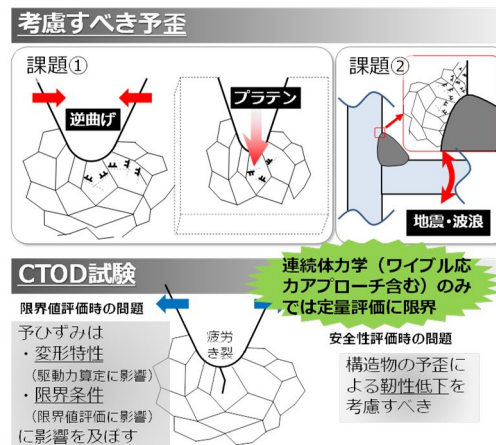 考慮すべき予歪
課題①
逆曲げ
プラテン
課題②
地震・波浪
CTOD試験
連続体力学（ワイブル応
力アプローチ含む）のみ
では定量評価に限界
限界値評価時の問題
予ひずみは
・変形特性
（駆動力算定に影響）
・限界条件
（限界値評価に影響）
に影響を及ぼす
疲労
き裂
安全性評価時の問題
構造物の予歪に
よる靭性低下を
考慮すべき